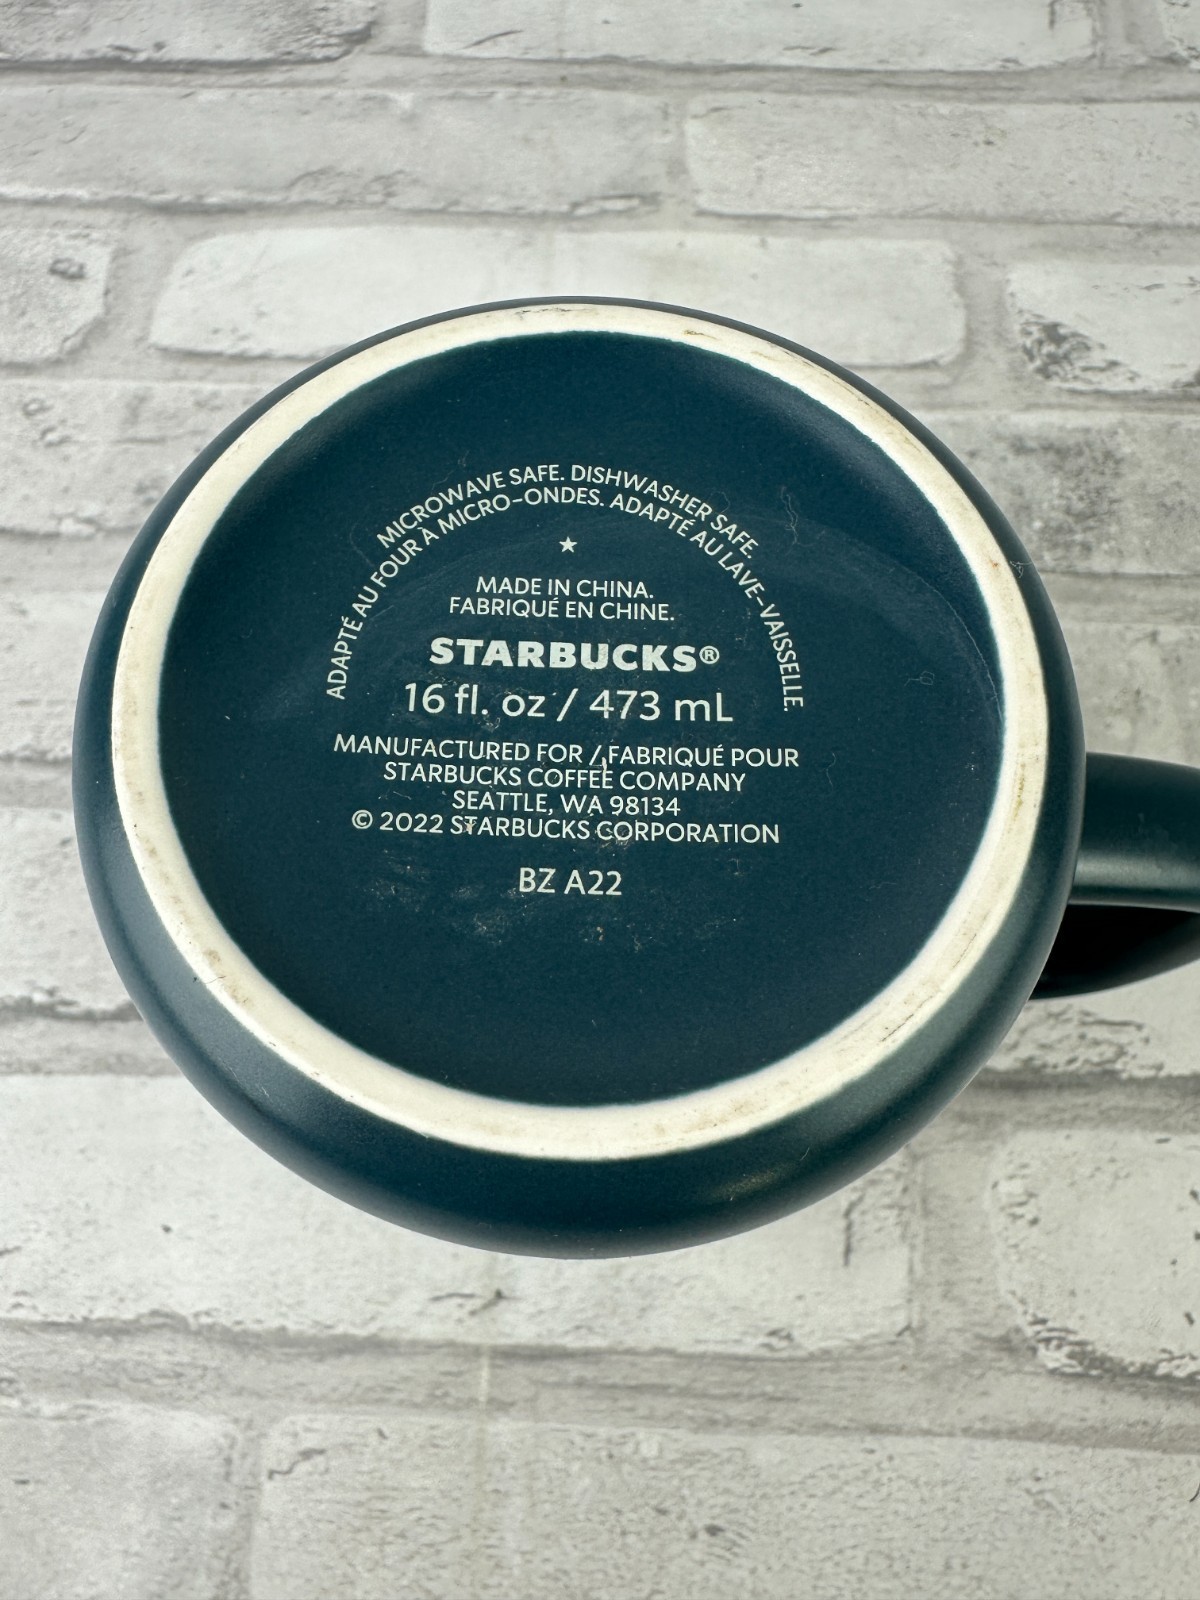 MICROWAVE SAFE. DISHWASHER SAFE.
ADAPTÉ AU FOUR À MICRO-ONDES. ADAPTÉ AU LAVE-VAISSELLE.
MADE IN CHINA.
FABRIQUÉ EN CHINE.
STARBUCKS®
16 fl. oz / 473 mL
MANUFACTURED FOR / FABRIQUÉ POUR
STARBUCKS COFFEE COMPANY
SEATTLE, WA 98134
© 2022 STARBUCKS CORPORATION
BZ A22